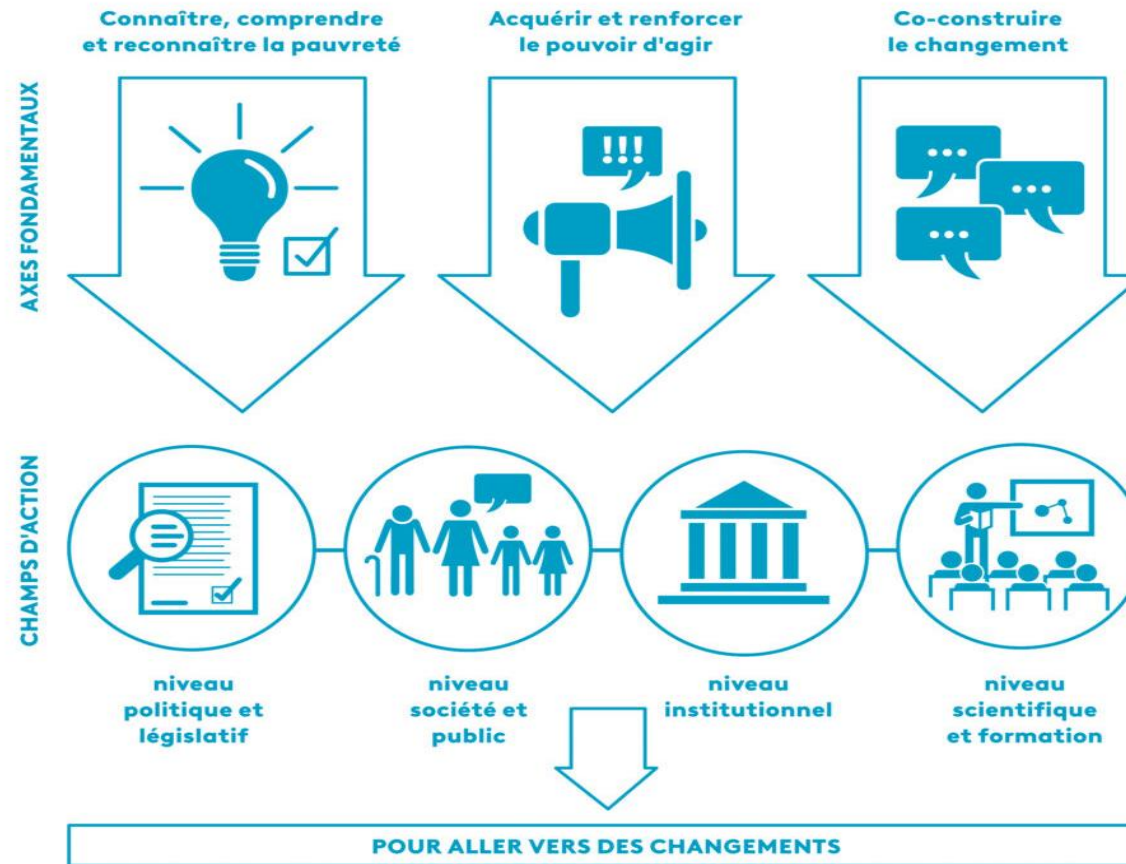 Connaître, comprendre
et reconnaître la pauvreté
Acquérir et renforcer
le pouvoir d'agir
Co-construire
le changement
AXES FONDAMENTAUX
!!!
...
...
...
CHAMPS D'ACTION
niveau
politique et
législatif
niveau
société et
public
niveau
institutionnel
niveau
scientifique
et formation
POUR ALLER VERS DES CHANGEMENTS